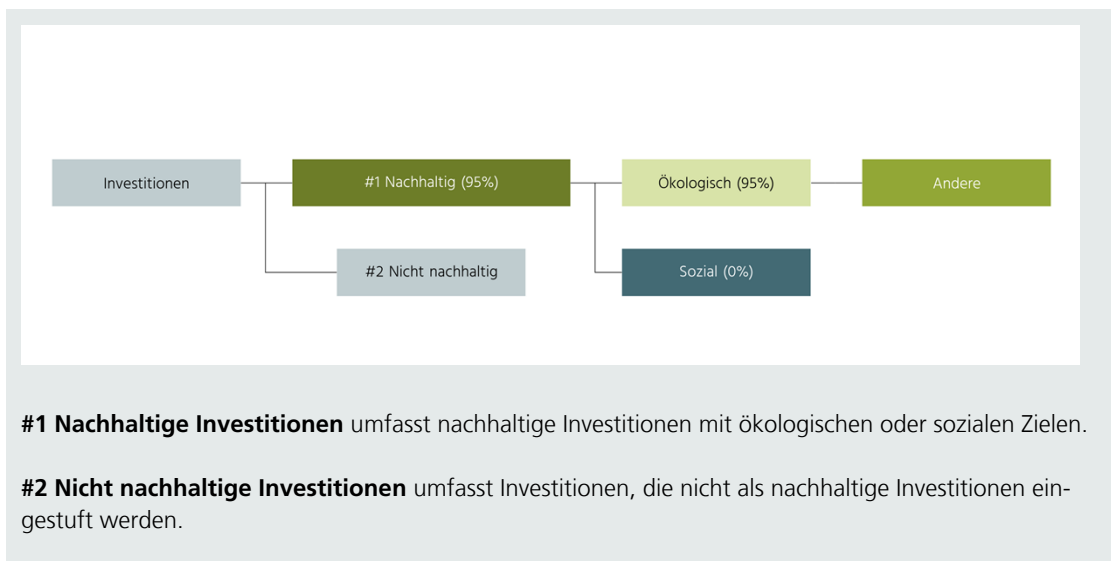 Investitionen
#1 Nachhaltig (95%)
Ökologisch (95%)
Andere
#2 Nicht nachhaltig
Sozial (0%)
#1 Nachhaltige Investitionen umfasst nachhaltige Investitionen mit ökologischen oder sozialen Zielen.
#2 Nicht nachhaltige Investitionen umfasst Investitionen, die nicht als nachhaltige Investitionen ein-
gestuft werden.